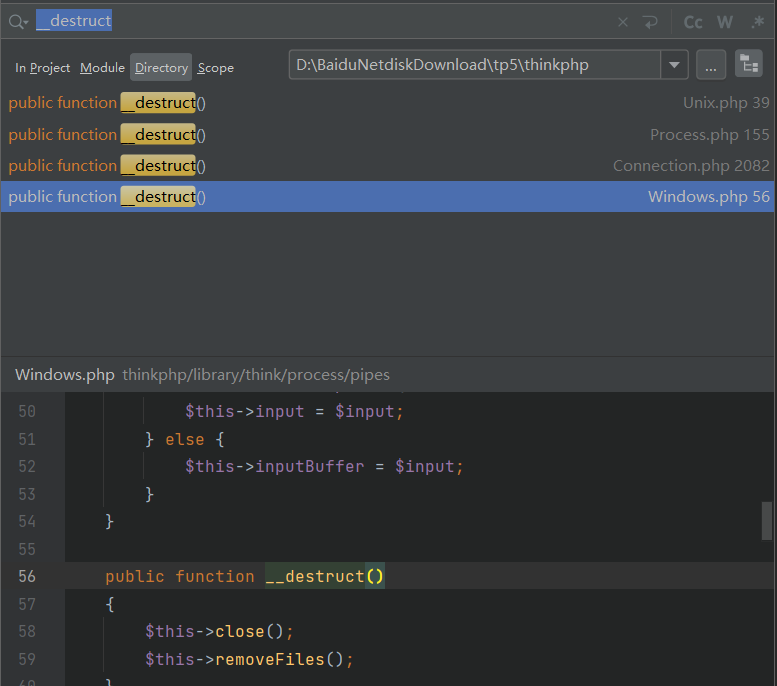 __destruct
Cc W .*
In Project Module Directory Scope D:\BaiduNetdiskDownload\tp5\thinkphp ...
public function __destruct() Unix.php 39
public function __destruct() Process.php 155
public function __destruct() Connection.php 2082
public function __destruct() Windows.php 56
Windows.php thinkphp/library/think/process/pipes
50 $this->input = $input;
51 } else {
52 $this->inputBuffer = $input;
53 }
54 }
55
56 public function __destruct()
57 {
58 $this->close();
59 $this->removeFiles();
60 }